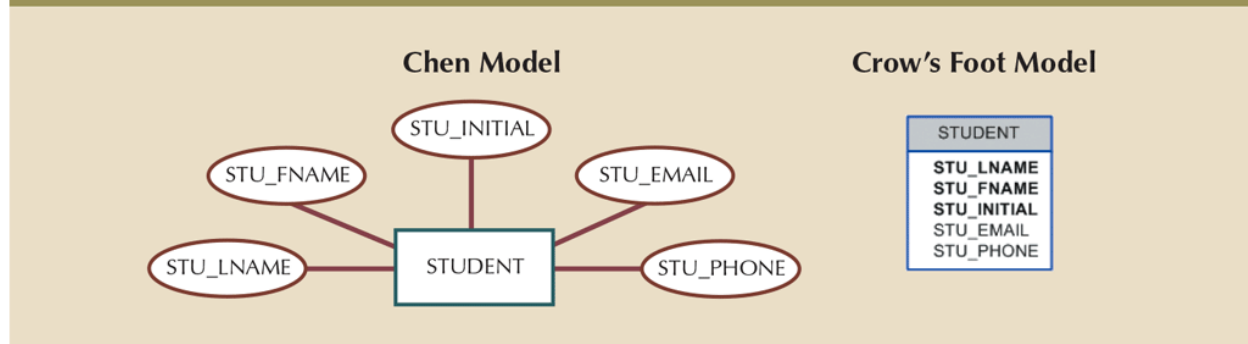 Chen Model
STU_INITIAL
STU_FNAME
STU_EMAIL
STU_LNAME
STUDENT
STU_PHONE
Crow’s Foot Model
STUDENT
STU_LNAME
STU_FNAME
STU_INITIAL
STU_EMAIL
STU_PHONE